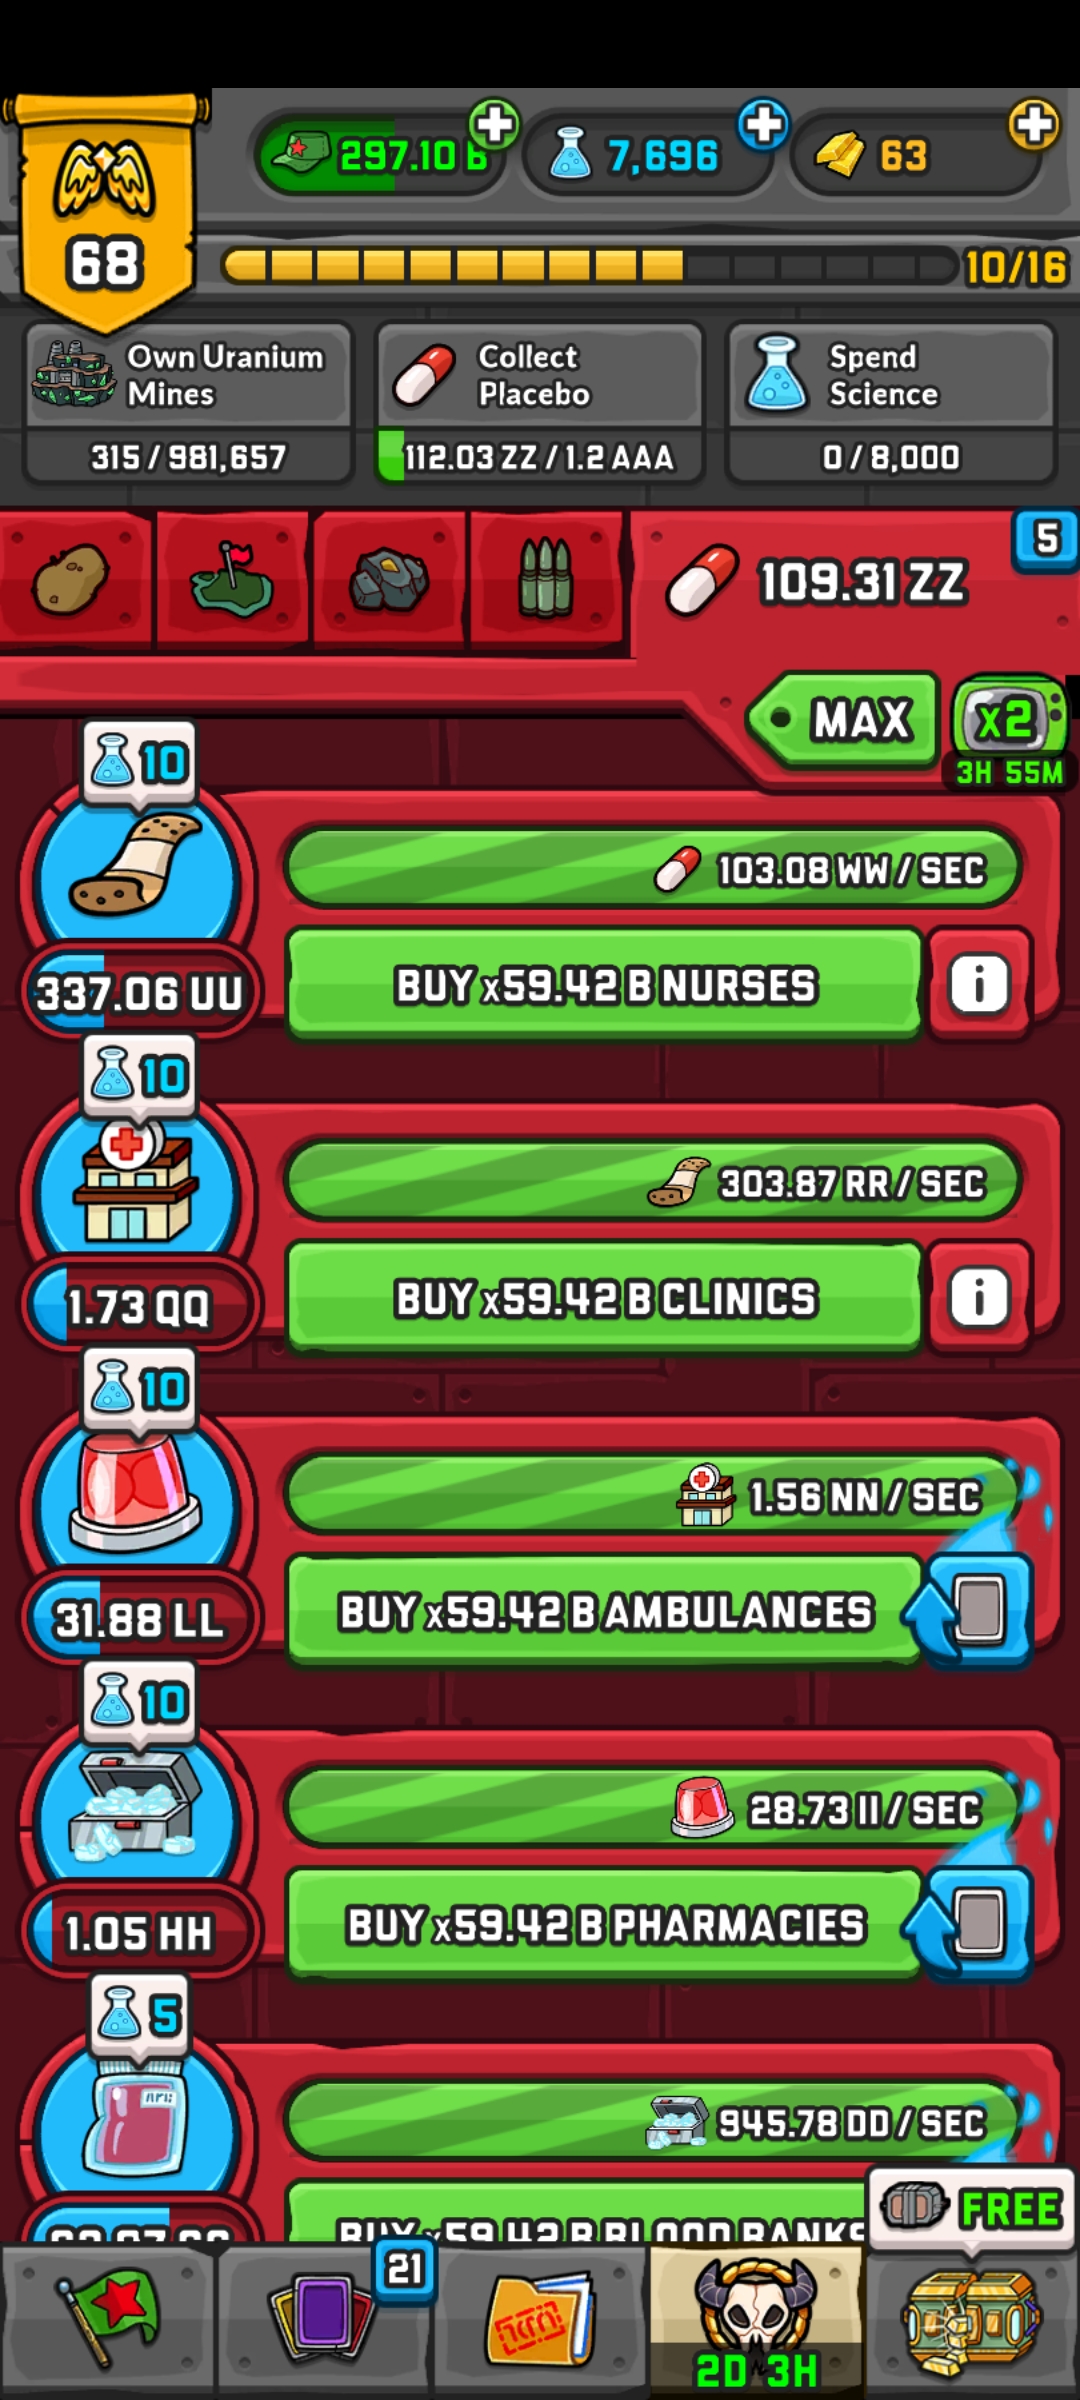 297.10 B
7,696
63
68
10/16
Own Uranium
Mines
315 / 981,657
Collect
Placebo
112.03 ZZ / 1.2 AAA
Spend
Science
0 / 8,000
109.31 ZZ
5
MAX
x2
3H 55M
10
103.08 WW / SEC
337.06 UU
BUY x59.42 B NURSES
i
10
303.87 RR / SEC
1.73 QQ
BUY x59.42 B CLINICS
i
10
1.56 NN / SEC
31.88 LL
BUY x59.42 B AMBULANCES
10
28.73 II / SEC
1.05 HH
BUY x59.42 B PHARMACIES
5
945.78 DD / SEC
BUY x59.42 B BLOOD BANKS
FREE
21
2D 3H